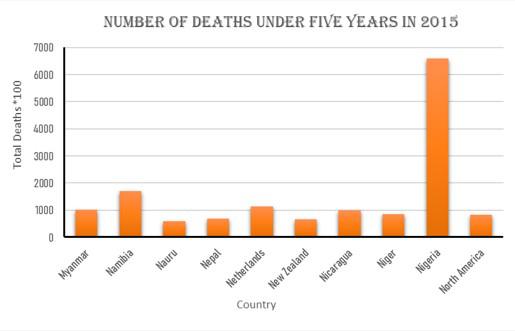 NUMBER OF DEATHS UNDER FIVE YEARS IN 2015
7000
6000
5000
4000
3000
2000
1000
0
Total Deaths *100
Myanmar
Namibia
Nauru
Nepal
Netherlands
New Zealand
Nicaragua
Niger
Nigeria
North America
Country